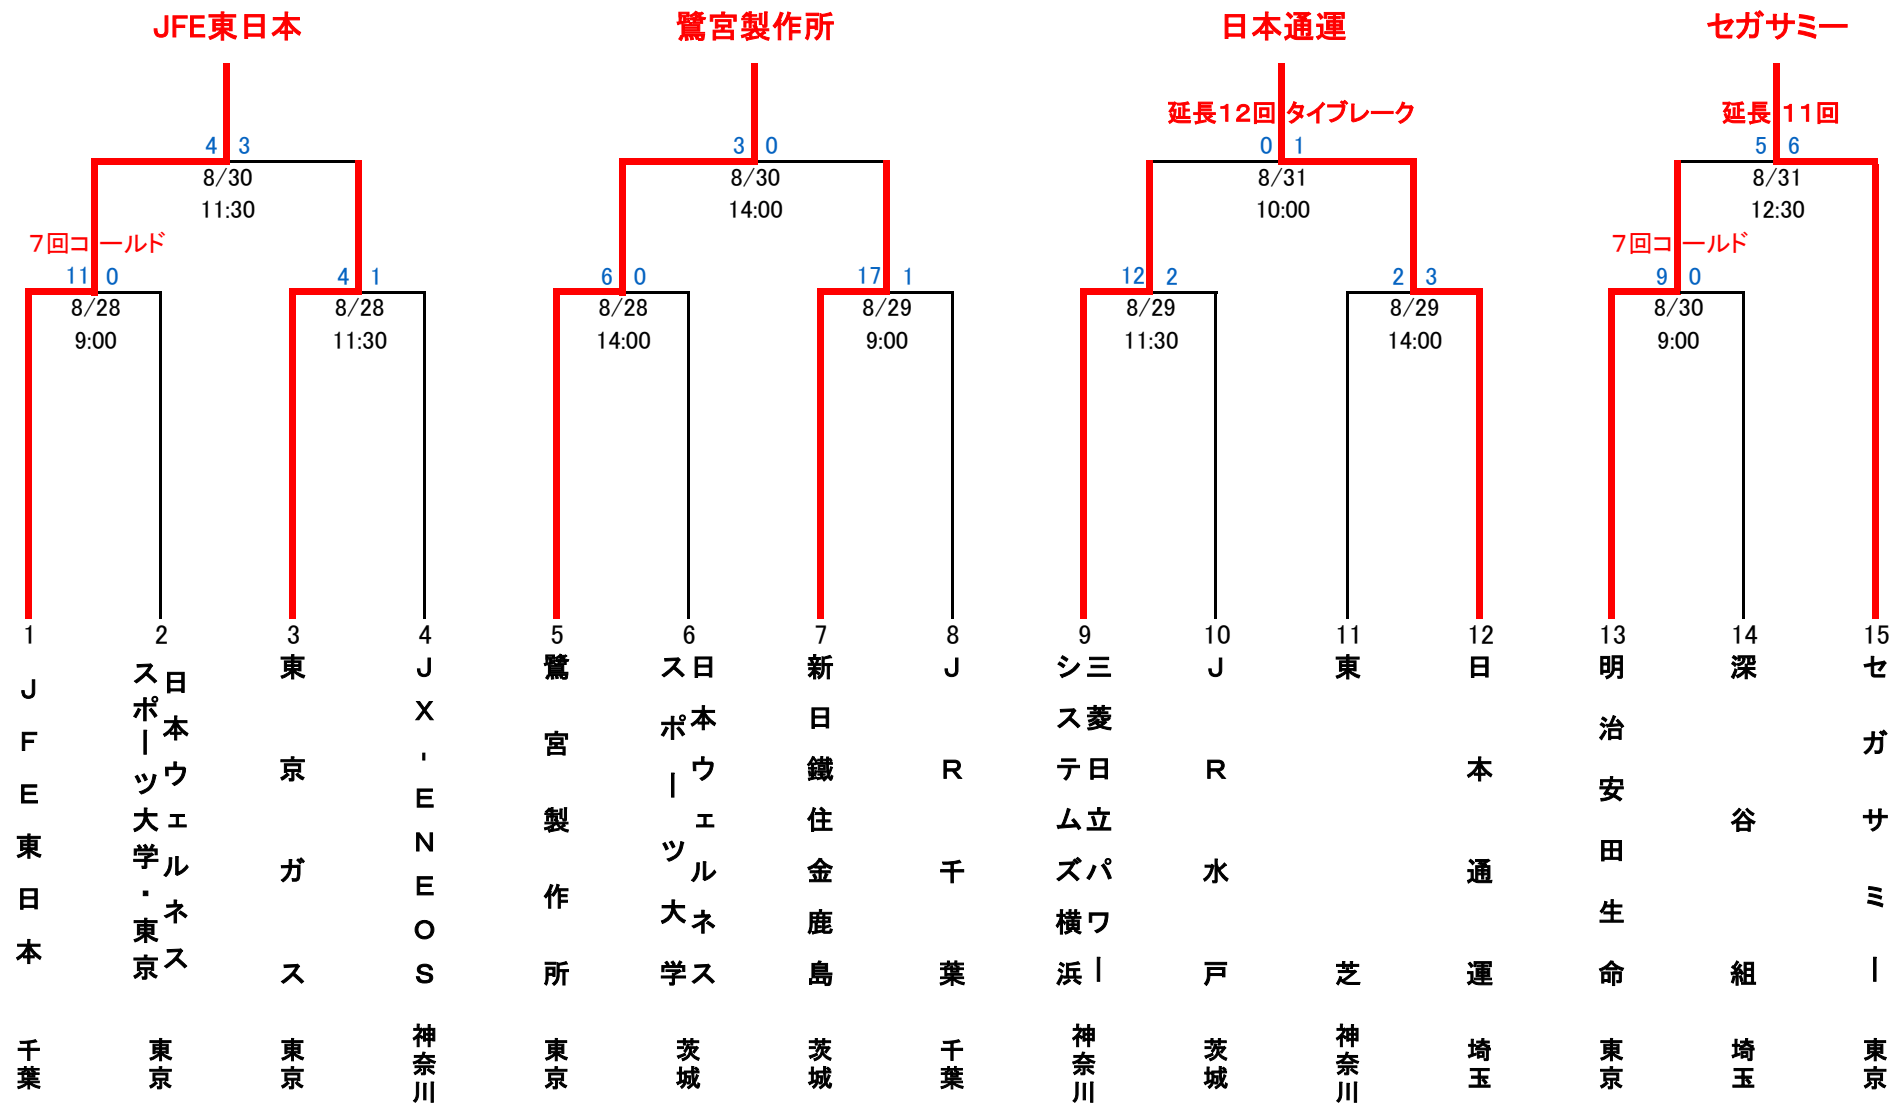 JFE東日本
鷺宮製作所
日本通運
セガサミー
延長12回 タイブレーク
延長 11回
4 3
3 0
0 1
5 6
8/30
8/30
8/31
8/31
11:30
14:00
10:00
12:30
7回コールド
7回コールド
11 0
4 1
6 0
17 1
12 2
2 3
9 0
8/28
8/28
8/28
8/29
8/29
8/29
8/30
9:00
11:30
14:00
9:00
11:30
14:00
9:00
1
2
3
4
5
6
7
8
9
10
11
12
13
14
15
JFE東日本
日本ウェルネス
スポーツ大学・東京
東京ガス
JX-ENEOS
鷺宮製作所
日本ウェルネス
スポーツ大学
新日鐵住金鹿島
JR千葉
三菱日立パワー
システムズ横浜
JR水戸
東芝
日本通運
明治安田生命
深谷組
セガサミー
千葉
東京
東京
神奈川
東京
茨城
茨城
千葉
神奈川
茨城
神奈川
埼玉
東京
埼玉
東京